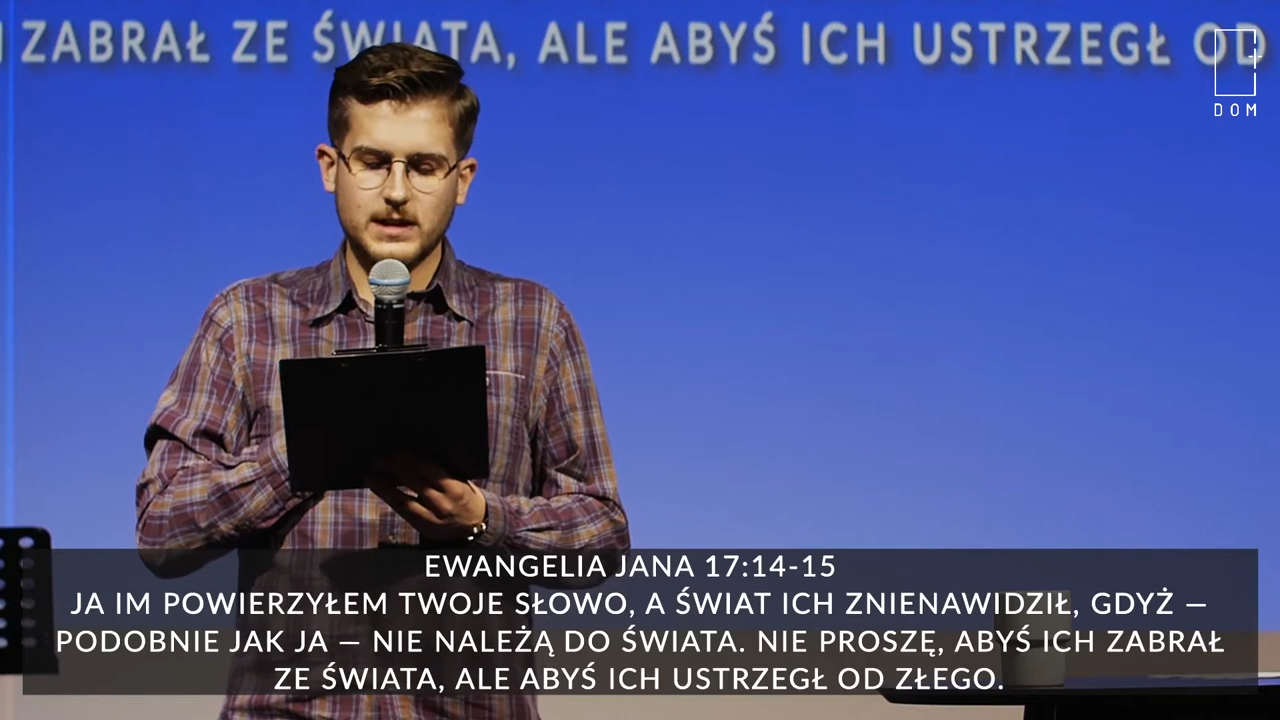 ZABRAŁ ZE ŚWIATA, ALE ABYŚ ICH USTRZEGŁ OD
DOM
EWANGELIA JANA 17:14-15
JA IM POWIERZYŁEM TWOJE SŁOWO, A ŚWIAT ICH ZNIENAWIDZIŁ, GDYŻ —
PODOBNIE JAK JA — NIE NALEŻĄ DO ŚWIATA. NIE PROSZĘ, ABYŚ ICH ZABRAŁ
ZE ŚWIATA, ALE ABYŚ ICH USTRZEGŁ OD ZŁEGO.